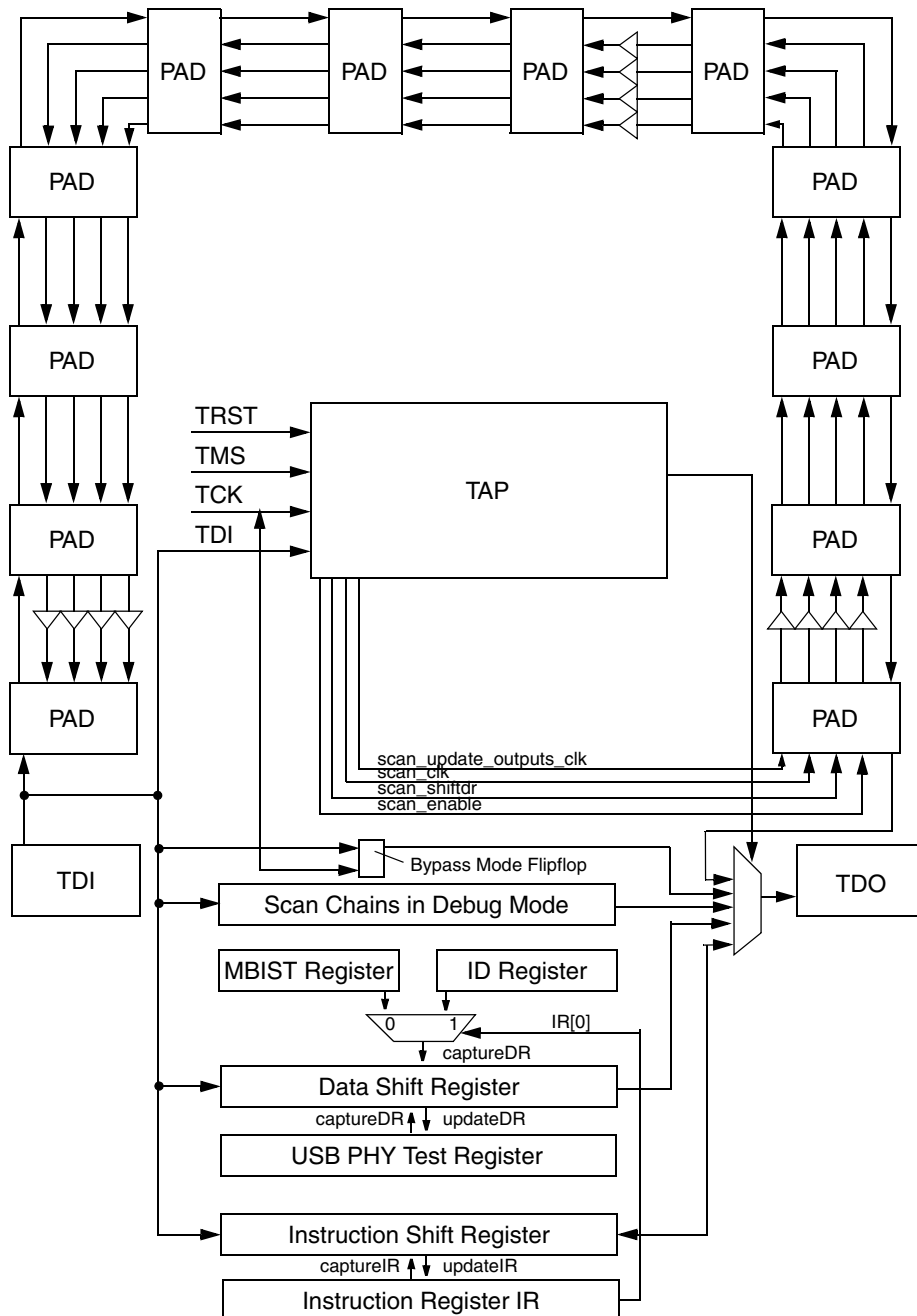 PAD
PAD
PAD
PAD
PAD
PAD
PAD
PAD
TRST
TMS
TCK
TDI
TAP
PAD
PAD
PAD
PAD
scan_update_outputs_clk
scan_clk
scan_shiftdr
scan_enable
TDI
Bypass Mode Flipflop
TDO
Scan Chains in Debug Mode
MBIST Register
ID Register
0
1
IR[0]
captureDR
Data Shift Register
captureDR
updateDR
USB PHY Test Register
Instruction Shift Register
captureIR
updateIR
Instruction Register IR